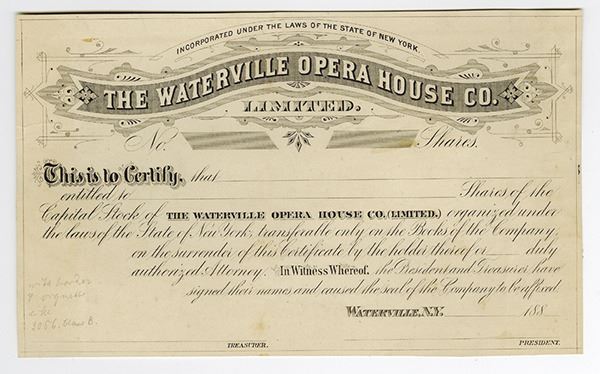 INCORPORATED UNDER THE LAWS OF THE STATE OF NEW YORK.
THE WATERVILLE OPERA HOUSE CO.
LIMITED.
No. Shares.
This is to Certify, that
entitled to Shares of the
Capital Stock of THE WATERVILLE OPERA HOUSE CO. (LIMITED.) organized under
the laws of the State of New York, transferable only on the Books of the Company,
on the surrender of this Certificate by the holder thereof or duly
authorized Attorney. In Witness Whereof, the President and Treasurer have
signed their names and caused the seal of the Company to be affixed.
WATERVILLE, N.Y. 188
2056. Class B.
TREASURER. PRESIDENT.